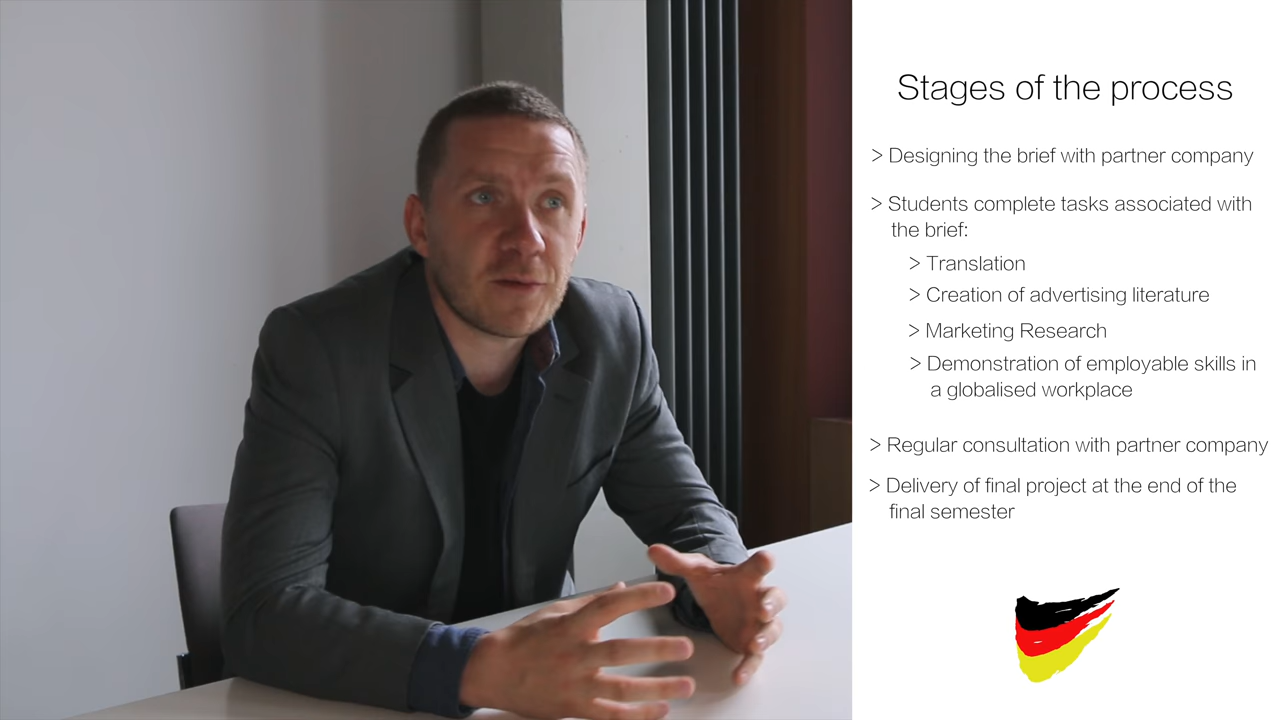 Stages of the process
> Designing the brief with partner company
> Students complete tasks associated with
the brief:
> Translation
> Creation of advertising literature
> Marketing Research
> Demonstration of employable skills in
a globalised workplace
> Regular consultation with partner company
> Delivery of final project at the end of the
final semester